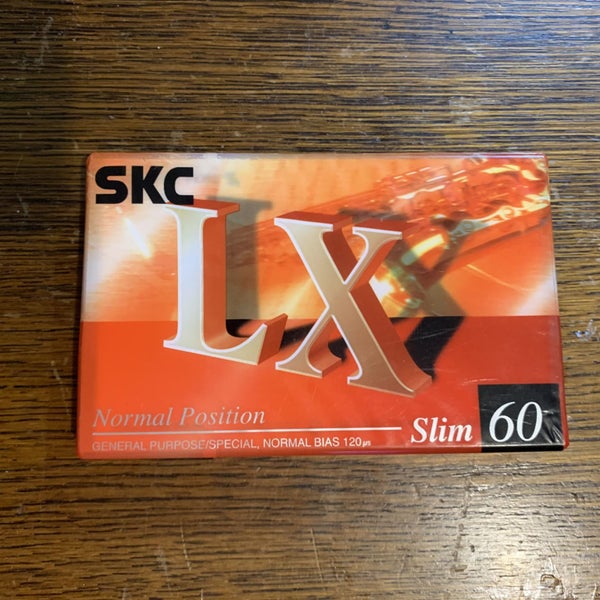 SKC
LX
Normal Position
GENERAL PURPOSE/SPECIAL, NORMAL BIAS 120µs
Slim 60